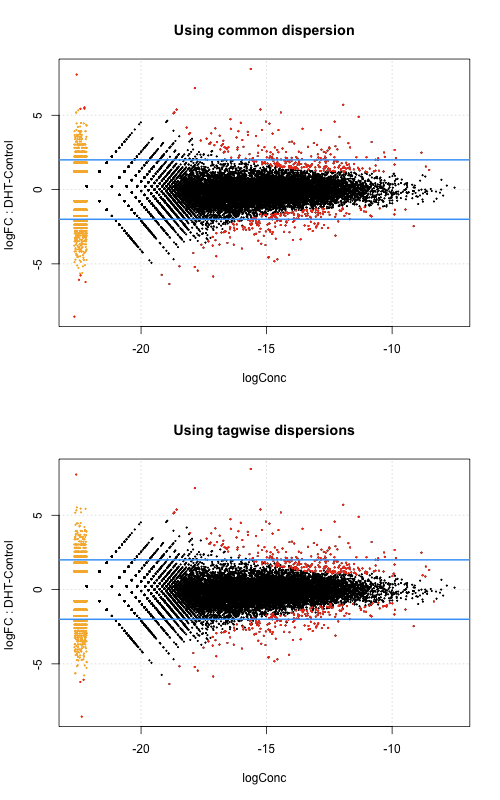 Using common dispersion
logFC : DHT-Control
5
0
-5
-20
-15
-10
logConc
Using tagwise dispersions
logFC : DHT-Control
5
0
-5
-20
-15
-10
logConc